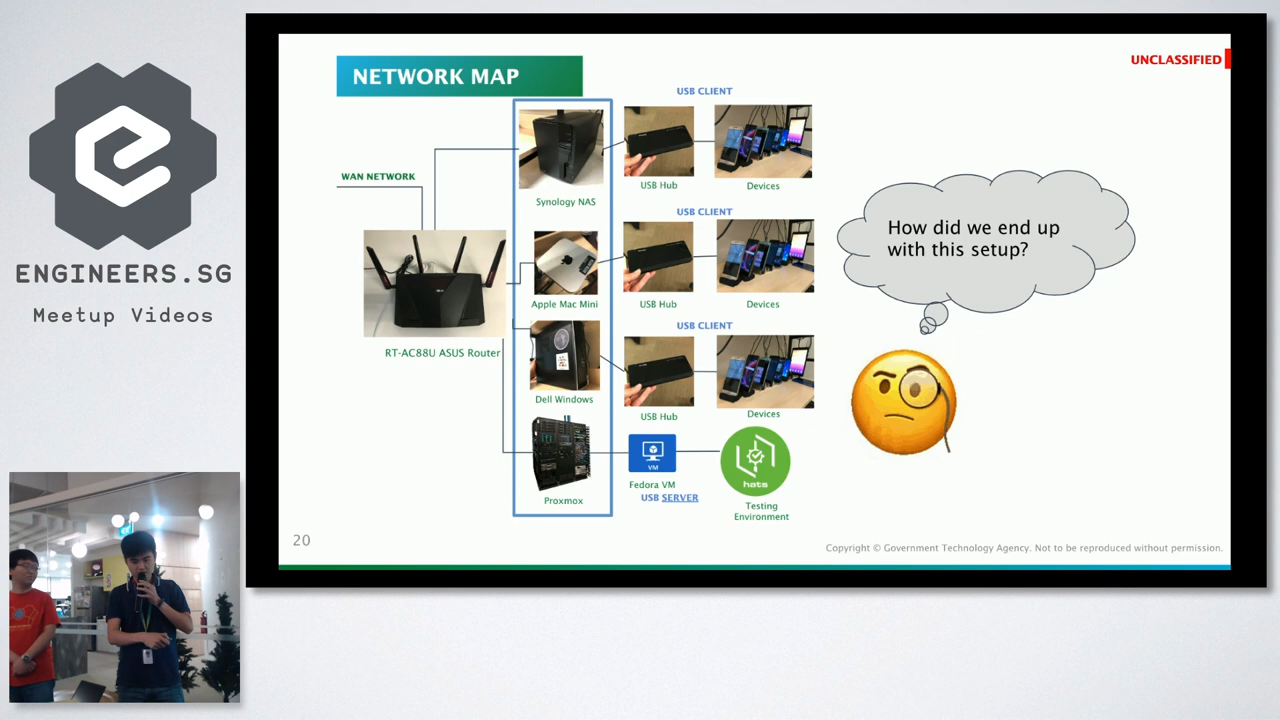 ENGINEERS.SG
Meetup Videos
NETWORK MAP
UNCLASSIFIED
WAN NETWORK
RT-AC88U ASUS Router
Synology NAS
Apple Mac Mini
Dell Windows
Proxmox
USB CLIENT
USB Hub
Devices
USB CLIENT
USB Hub
Devices
USB CLIENT
USB Hub
Devices
VM
Fedora VM
USB SERVER
hats
Testing
Environment
How did we end up
with this setup?
20
Copyright © Government Technology Agency. Not to be reproduced without permission.